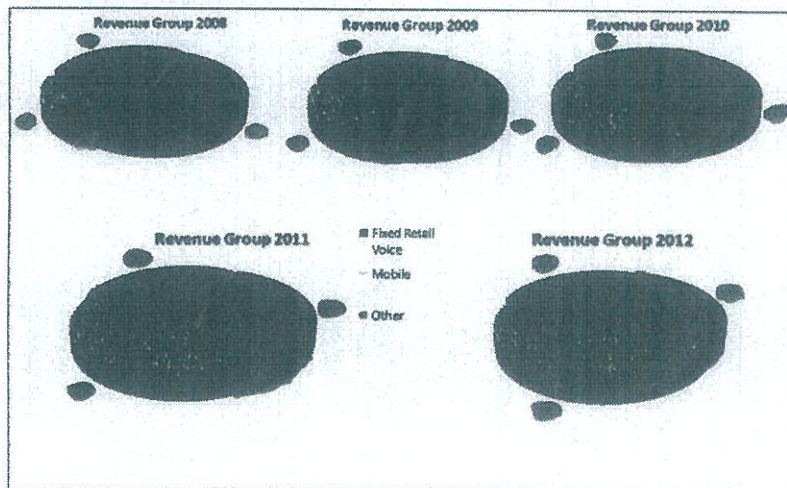 Revenue Group 2008
Revenue Group 2009
Revenue Group 2010
Revenue Group 2011
Fixed Retail
Voice
Mobile
Other
Revenue Group 2012